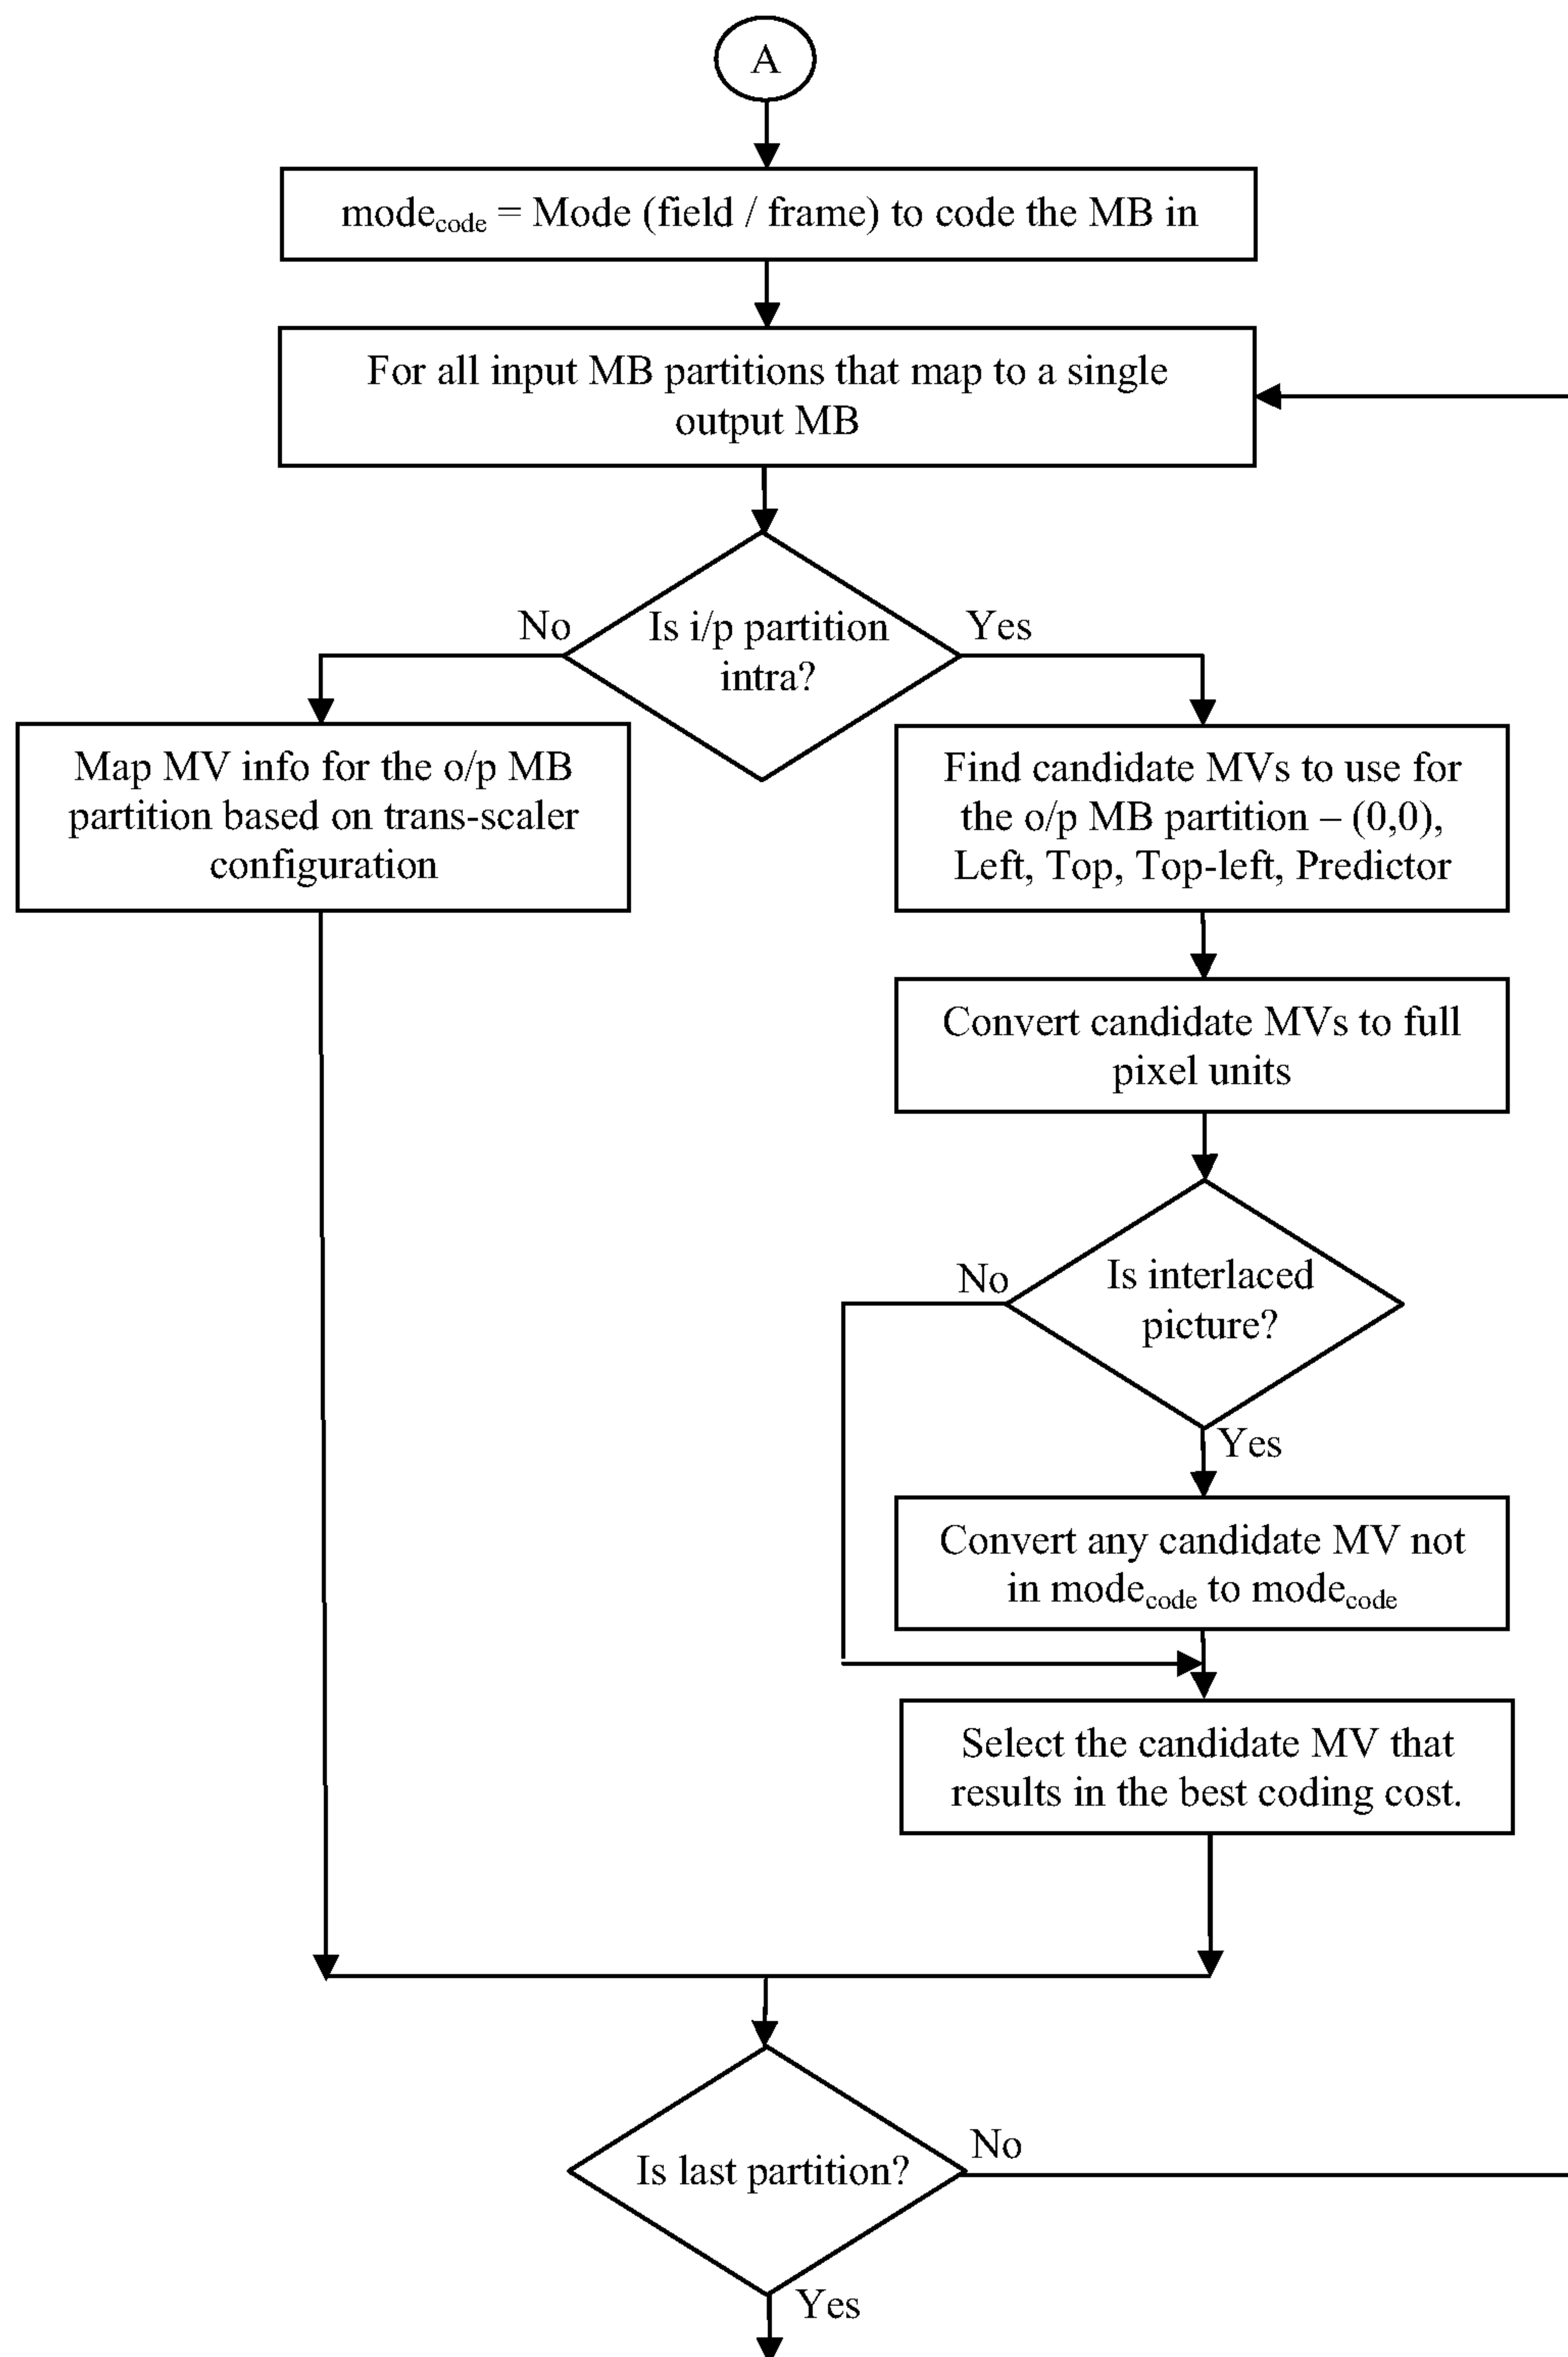 A
modecode = Mode (field / frame) to code the MB in
For all input MB partitions that map to a single
output MB
No
Is i/p partition
intra?
Yes
Map MV info for the o/p MB
partition based on trans-scaler
configuration
Find candidate MVs to use for
the o/p MB partition – (0,0),
Left, Top, Top-left, Predictor
Convert candidate MVs to full
pixel units
No
Is interlaced
picture?
Yes
Convert any candidate MV not
in modecode to modecode
Select the candidate MV that
results in the best coding cost.
Is last partition?
No
Yes